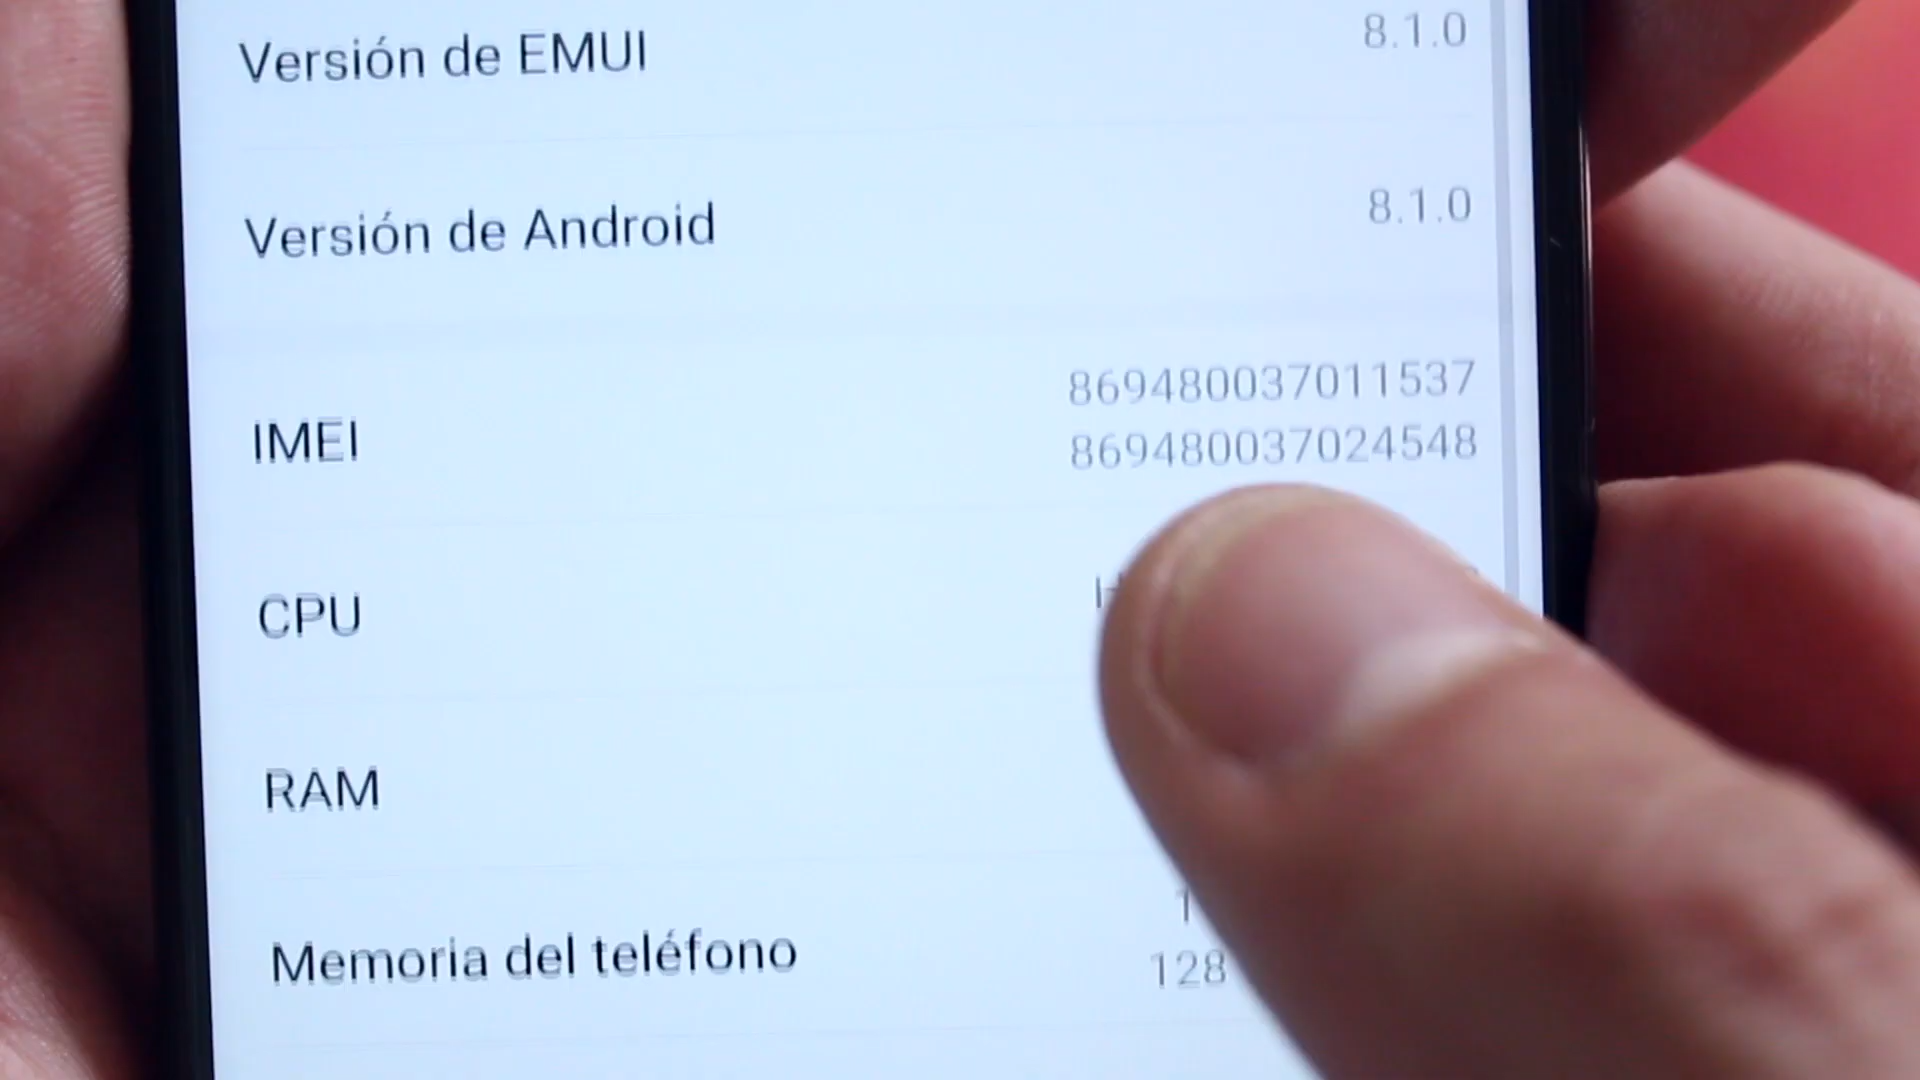 Versión de EMUI 8.1.0
Versión de Android 8.1.0
IMEI 869480037011537
869480037024548
CPU
RAM
Memoria del teléfono
128